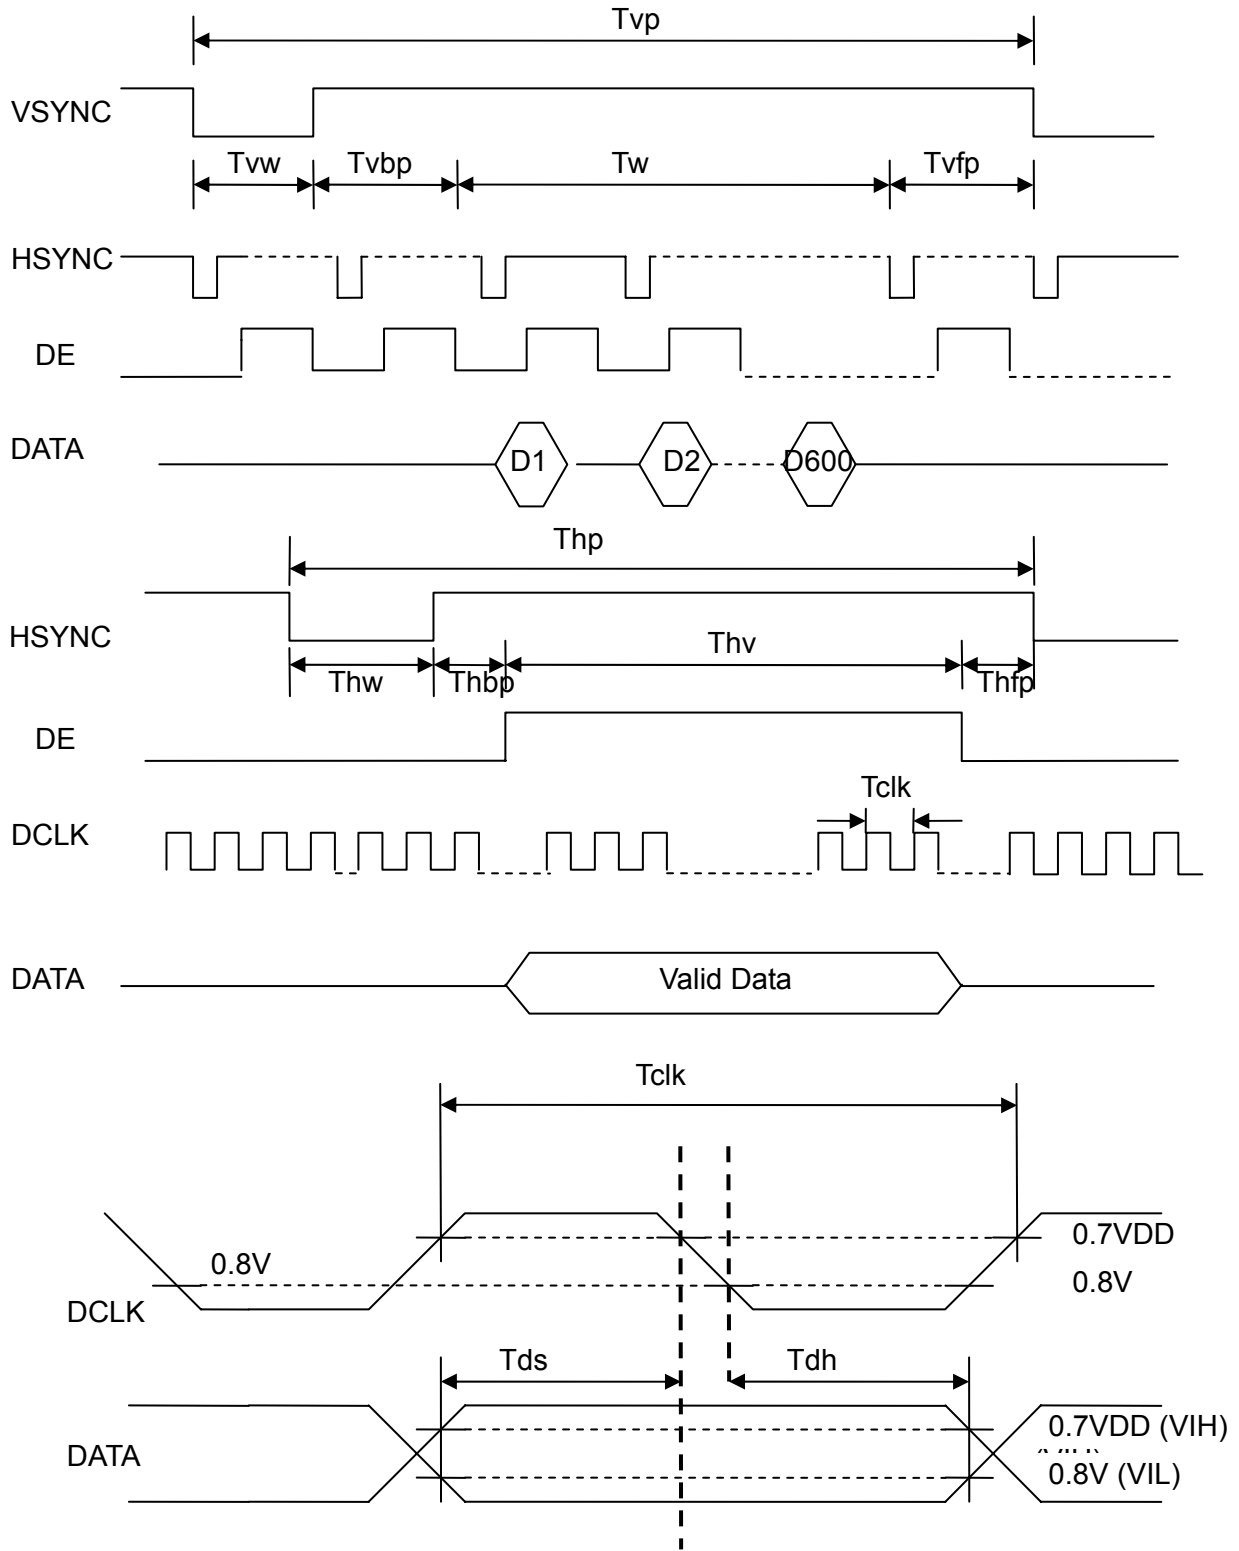 Tvp
VSYNC
Tvw Tvbp Tw Tvfp
HSYNC
DE
DATA D1 D2 D600
Thp
HSYNC
Thv
Thw Thbp Thfp
DE
Tclk
DCLK
DATA Valid Data
Tclk
0.7VDD
0.8V 0.8V
DCLK
Tds Tdh
0.7VDD (VIH)
DATA
0.8V (VIL)